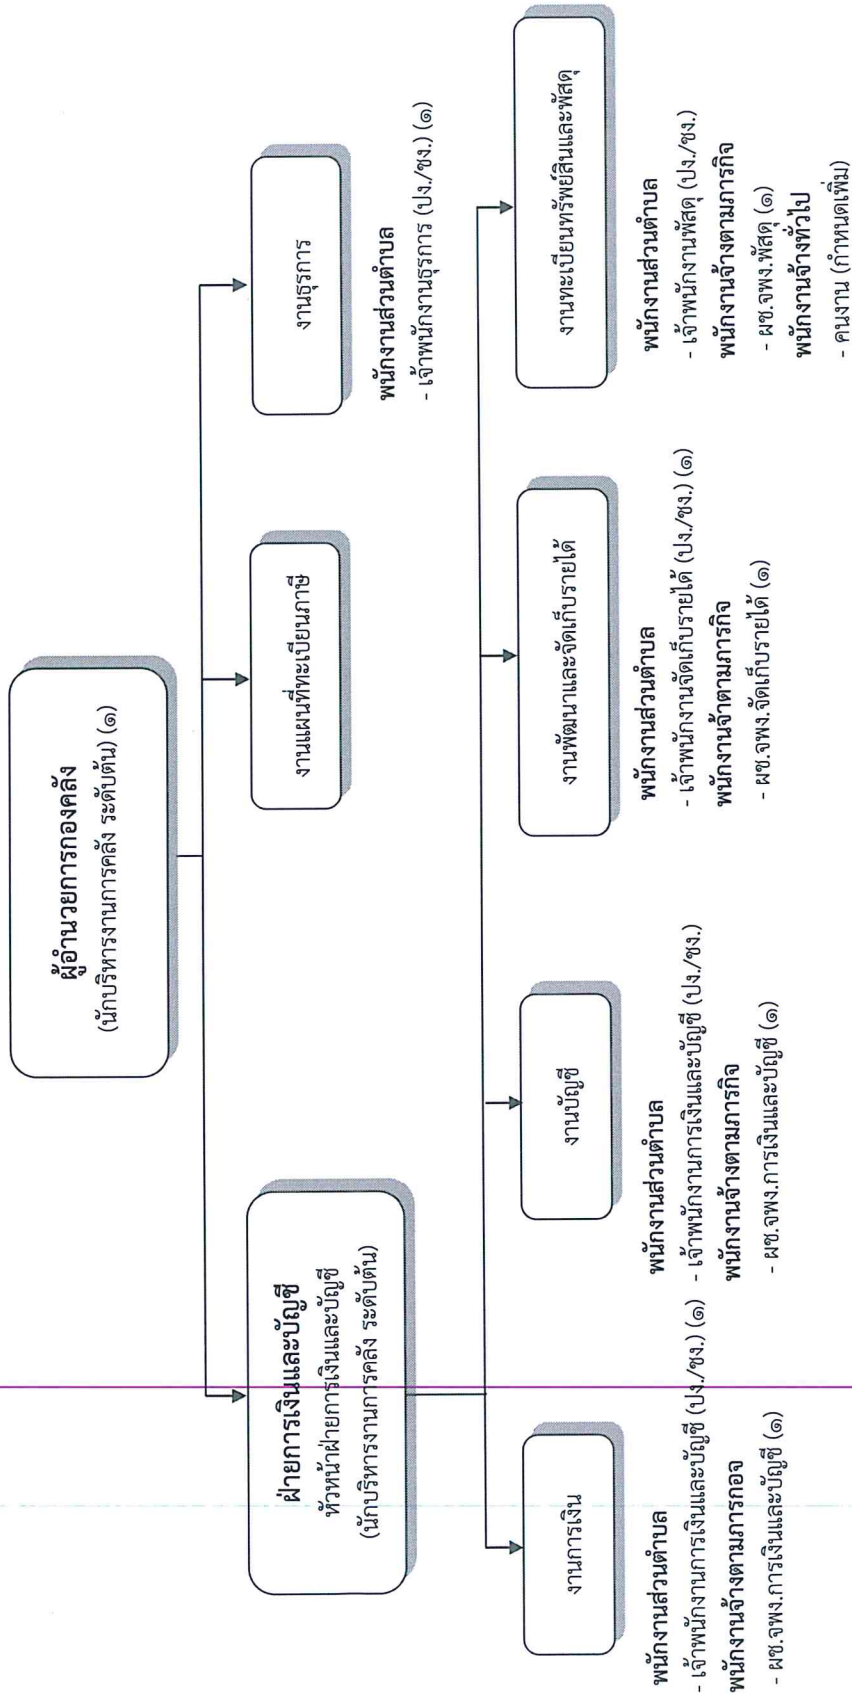 ผู้อำนวยการกองคลัง
(นักบริหารงานการคลัง ระดับต้น) (๑)
ฝ่ายการเงินและบัญชี
หัวหน้าฝ่ายการเงินและบัญชี
(นักบริหารงานการคลัง ระดับต้น)
งานแผนที่ทะเบียนภาษี
งานธุรการ
พนักงานส่วนตำบล
- เจ้าพนักงานธุรการ (ปง./ชง.) (๑)
งานการเงิน
พนักงานส่วนตำบล
- เจ้าพนักงานการเงินและบัญชี (ปง./ชง.) (๑)
พนักงานจ้างตามภารกอจ
- ผช.จพง.การเงินและบัญชี (๑)
งานบัญชี
พนักงานส่วนตำบล
- เจ้าพนักงานการเงินและบัญชี (ปง./ชง.)
พนักงานจ้างตามภารกิจ
- ผช.จพง.การเงินและบัญชี (๑)
งานพัฒนาและจัดเก็บรายได้
พนักงานส่วนตำบล
- เจ้าพนักงานจัดเก็บรายได้ (ปง./ชง.) (๑)
พนักงานจ้าตามภารกิจ
- ผช.จพง.จัดเก็บรายได้ (๑)
งานทะเบียนทรัพย์สินและพัสดุ
พนักงานส่วนตำบล
- เจ้าพนักงานพัสดุ (ปง./ชง.)
พนักงานจ้างตามภารกิจ
- ผช.จพง.พัสดุ (๑)
พนักงานจ้างทั่วไป
- คนงาน (กำหนดเพิ่ม)